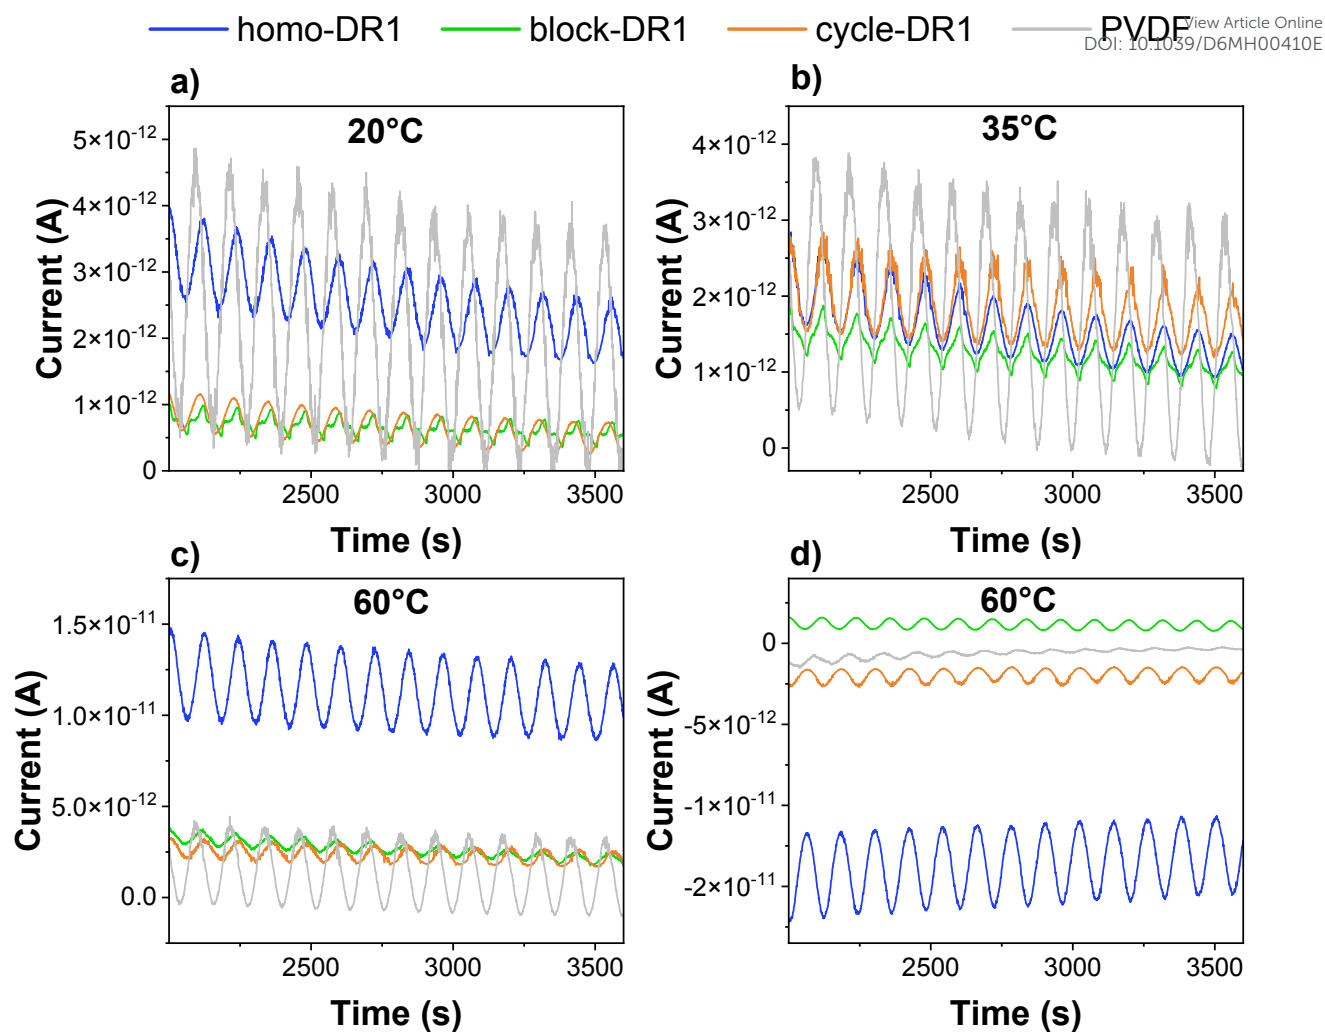 homo-DR1 block-DR1 cycle-DR1 PVDF
View Article Online
DOI: 10.1039/D6MH00410E
a)
20°C
5×10⁻¹²
4×10⁻¹²
3×10⁻¹²
2×10⁻¹²
1×10⁻¹²
0
Current (A)
2500 3000 3500
Time (s)
b)
35°C
4×10⁻¹²
3×10⁻¹²
2×10⁻¹²
1×10⁻¹²
0
Current (A)
2500 3000 3500
Time (s)
c)
60°C
1.5×10⁻¹¹
1.0×10⁻¹¹
5.0×10⁻¹²
0.0
Current (A)
2500 3000 3500
Time (s)
d)
60°C
0
-5×10⁻¹²
-1×10⁻¹¹
-2×10⁻¹¹
Current (A)
2500 3000 3500
Time (s)